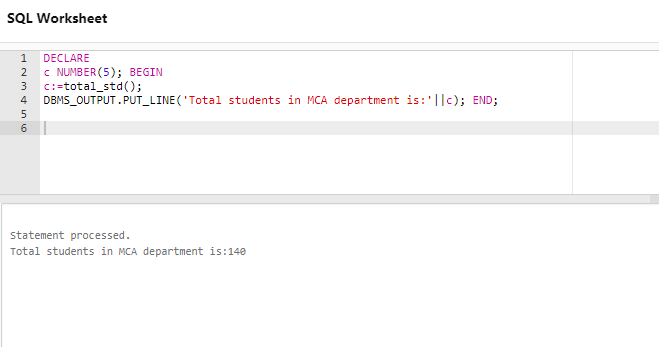 SQL Worksheet
1 DECLARE
2 c NUMBER(5); BEGIN
3 c:=total_std();
4 DBMS_OUTPUT.PUT_LINE('Total students in MCA department is:'||c); END;
5
6
Statement processed.
Total students in MCA department is:140